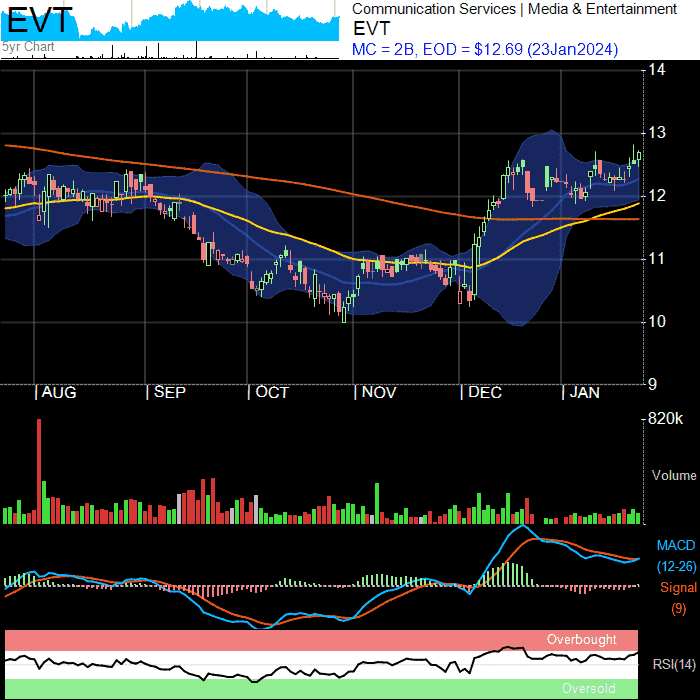 EVT
5yr Chart
Communication Services | Media & Entertainment
EVT
MC = 2B, EOD = $12.69 (23Jan2024)
14
13
12
11
10
9
| AUG | SEP | OCT | NOV | DEC | JAN
820k
Volume
MACD
(12-26)
Signal
(9)
Overbought
RSI(14)
Oversold